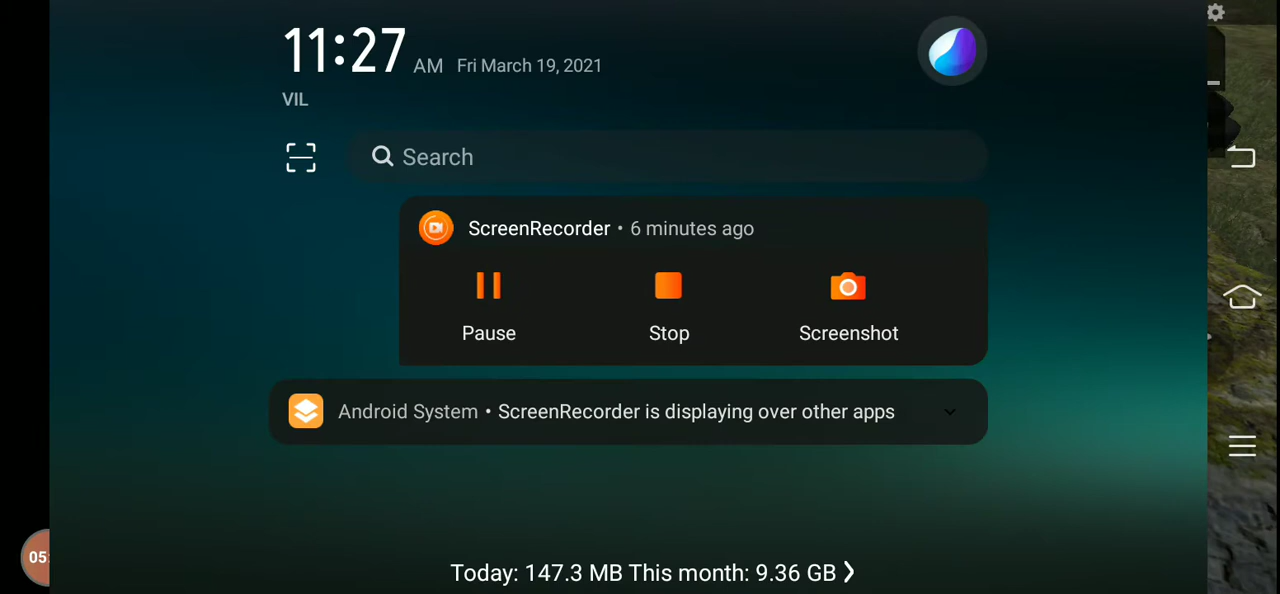 11:27 AM Fri March 19, 2021
VIL
Search
ScreenRecorder • 6 minutes ago
Pause Stop Screenshot
Android System • ScreenRecorder is displaying over other apps
05
Today: 147.3 MB This month: 9.36 GB ❯